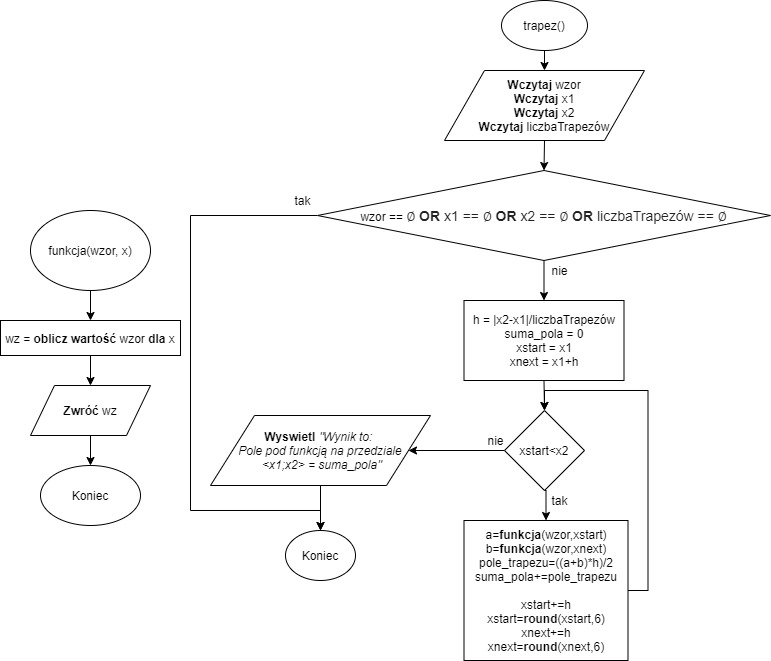 trapez()
Wczytaj wzor
Wczytaj x1
Wczytaj x2
Wczytaj liczbaTrapezów
tak
wzor == ∅ OR x1 == ∅ OR x2 == ∅ OR liczbaTrapezów == ∅
nie
funkcja(wzor, x)
wz = oblicz wartość wzor dla x
Zwróć wz
Koniec
h = |x2-x1|/liczbaTrapezów
suma_pola = 0
xstart = x1
xnext = x1+h
xstart<x2
nie
tak
Wyswietl "Wynik to:
Pole pod funkcją na przedziale
<x1;x2> = suma_pola"
Koniec
a=funkcja(wzor,xstart)
b=funkcja(wzor,xnext)
pole_trapezu=((a+b)*h)/2
suma_pola+=pole_trapezu
xstart+=h
xstart=round(xstart,6)
xnext+=h
xnext=round(xnext,6)